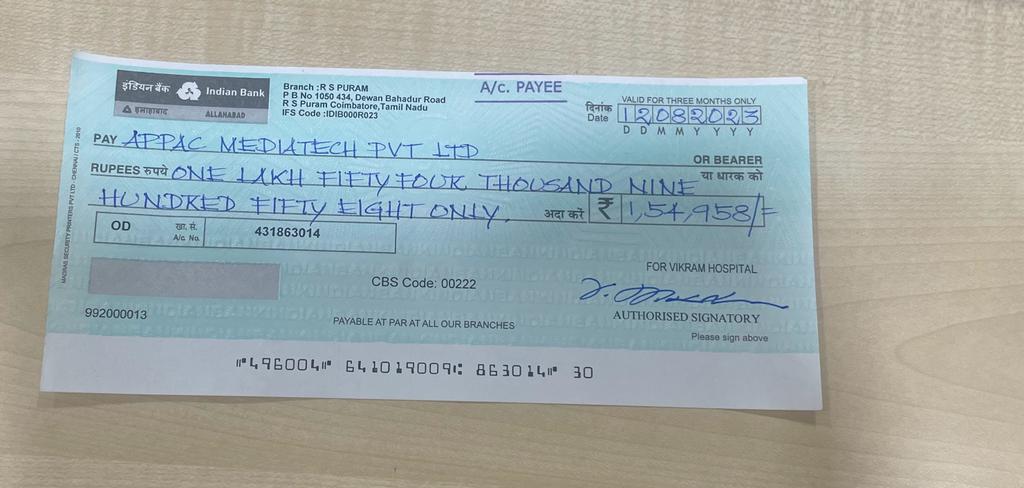 इंडियन बैंक Indian Bank
इलाहाबाद ALLAHABAD
Branch :R S PURAM
P B No 1050 434, Dewan Bahadur Road
R S Puram Coimbatore,Tamil Nadu
IFS Code :IDIB000R023
A/c. PAYEE
VALID FOR THREE MONTHS ONLY
दिनांक
Date 12082023
D D M M Y Y Y Y
PAY APPAC MEDIATECH PVT LTD
OR BEARER
या धारक को
RUPEES रुपये ONE LAKH FIFTY FOUR THOUSAND NINE
HUNDRED FIFTY EIGHT ONLY. अदा करें ₹ 1,54,958/=
OD खा. सं. A/c. No. 431863014
FOR VIKRAM HOSPITAL
CBS Code: 00222
AUTHORISED SIGNATORY
Please sign above
992000013
PAYABLE AT PAR AT ALL OUR BRANCHES
⑈496004⑈ 641019009⑆ 863014⑈ 30
MADRAS SECURITY PRINTERS PVT LTD - CHENNAI / CTS - 2010